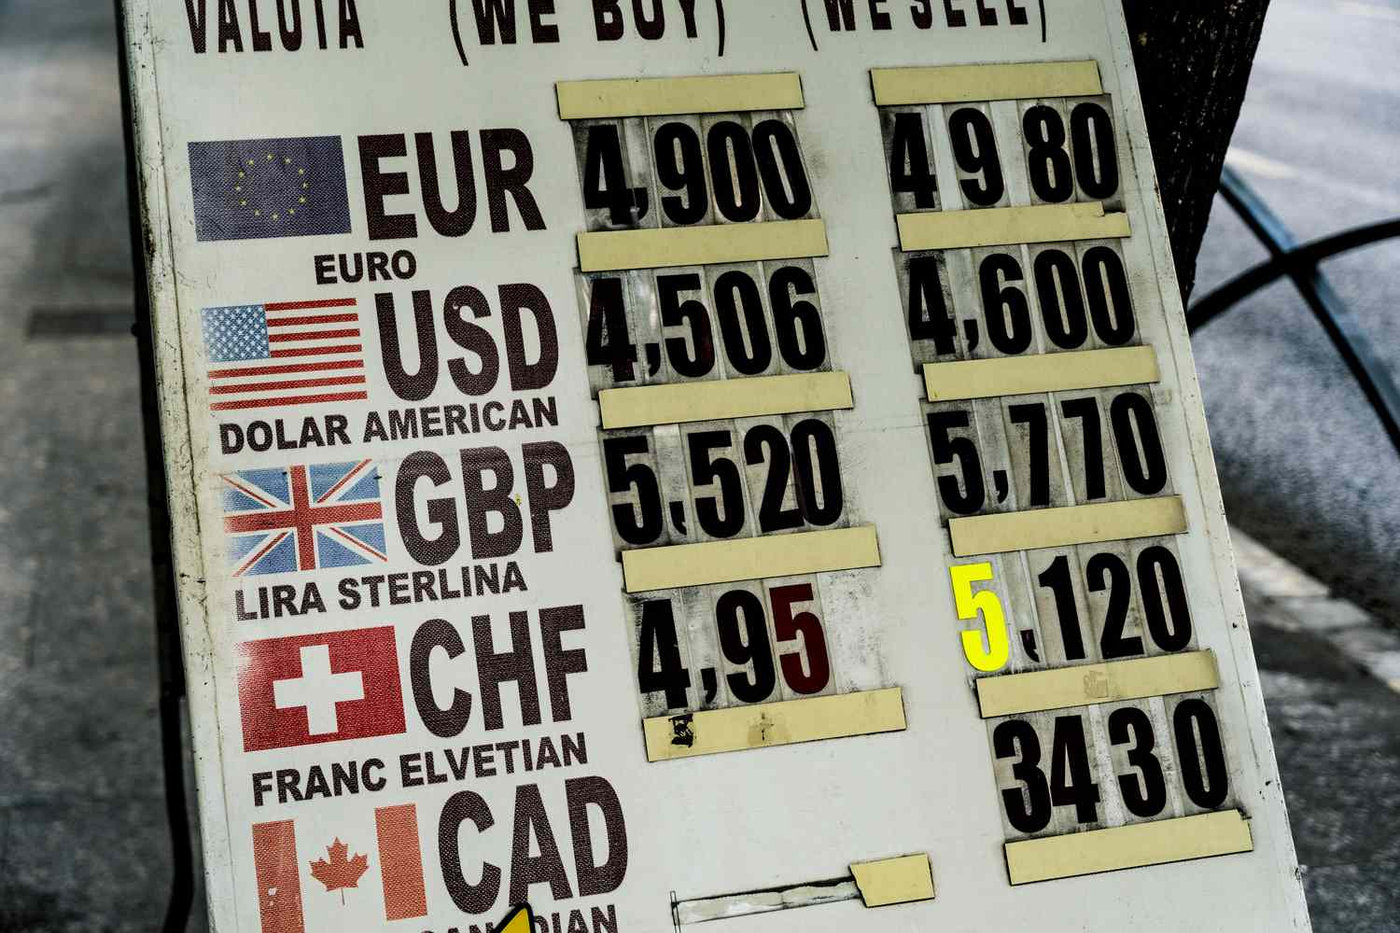 VALUTA (WE BUY) (WE SELL)
EUR 4,900 4980
EURO
USD 4,506 4,600
DOLAR AMERICAN
GBP 5,520 5,770
LIRA STERLINA
CHF 4,95 5,120
FRANC ELVETIAN
CAD 3430